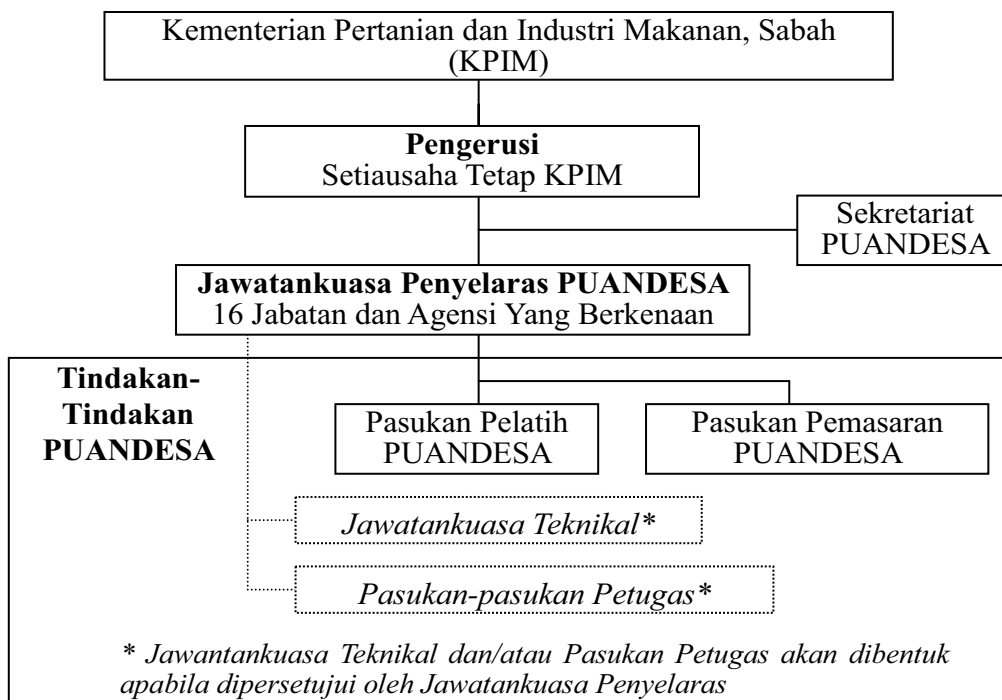 Kementerian Pertanian dan Industri Makanan, Sabah
(KPIM)
Pengerusi
Setiausaha Tetap KPIM
Sekretariat
PUANDESA
Jawatankuasa Penyelaras PUANDESA
16 Jabatan dan Agensi Yang Berkenaan
Tindakan-
Tindakan
PUANDESA
Pasukan Pelatih
PUANDESA
Pasukan Pemasaran
PUANDESA
Jawatankuasa Teknikal*
Pasukan-pasukan Petugas*
* Jawantankuasa Teknikal dan/atau Pasukan Petugas akan dibentuk
apabila dipersetujui oleh Jawatankuasa Penyelaras